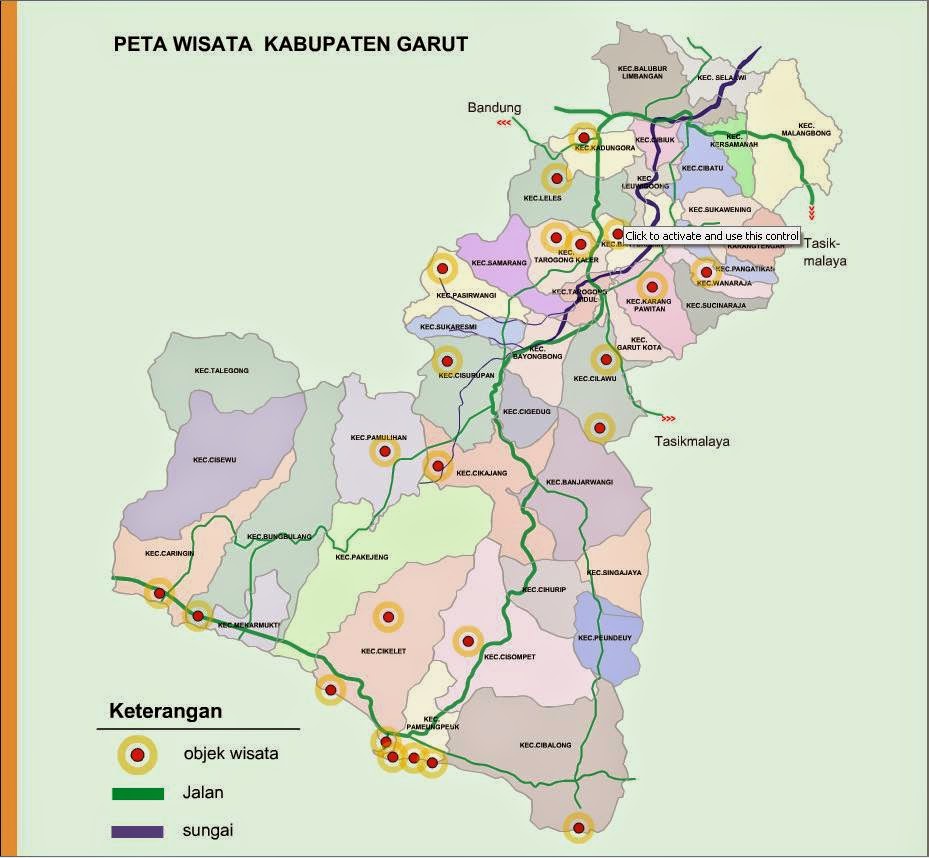 PETA WISATA KABUPATEN GARUT
KEC.BALUBUR
LIMBANGAN
KEC. SELAAWI
Bandung
<<<
KEC.
MALANGBONG
KEC.
KERSAMANAH
KEC.CIBIUK
KEC.KADUNGORA
KEC.CIBATU
KEC.
LEUWIGOONG
KEC.LELES
KEC.SUKAWENING
>>>
Click to activate and use this control
KARANGTENGAH
Tasik-
malaya
KEC.
TAROGONG KALER
KEC.SAMARANG
KEC.PANGATIKAN
KEC.WANARAJA
KEC.PASIRWANGI
KEC.TAROGONG
KIDUL
KEC.KARANG
PAWITAN
KEC.SUCINARAJA
KEC.SUKARESMI
KEC.
GARUT KOTA
KEC.
BAYONGBONG
KEC.TALEGONG
KEC.CISURUPAN
KEC.CILAWU
KEC.CIGEDUG
>>>
Tasikmalaya
KEC.PAMULIHAN
KEC.CISEWU
KEC.CIKAJANG
KEC.BANJARWANGI
KEC.BUNGBULANG
KEC.CARINGIN
KEC.PAKEJENG
KEC.SINGAJAYA
KEC.CIHURIP
KEC.MEKARMUKTI
KEC.PEUNDEUY
KEC.CIKELET
KEC.CISOMPET
KEC.
PAMEUNGPEUK
KEC.CIBALONG
Keterangan
objek wisata
Jalan
sungai